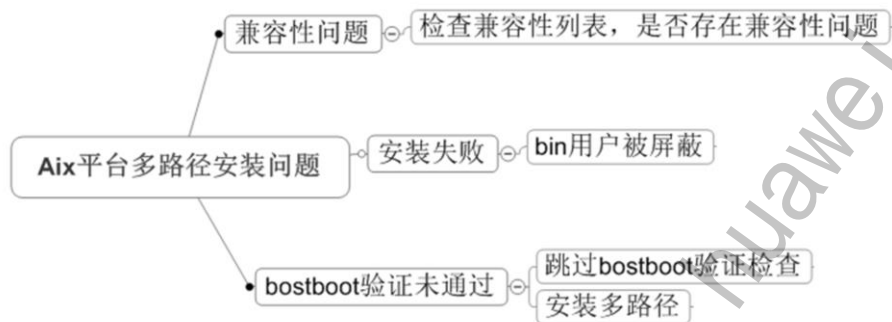 兼容性问题
检查兼容性列表，是否存在兼容性问题
Aix平台多路径安装问题
安装失败
bin用户被屏蔽
bostboot验证未通过
跳过bostboot验证检查
安装多路径
huawei